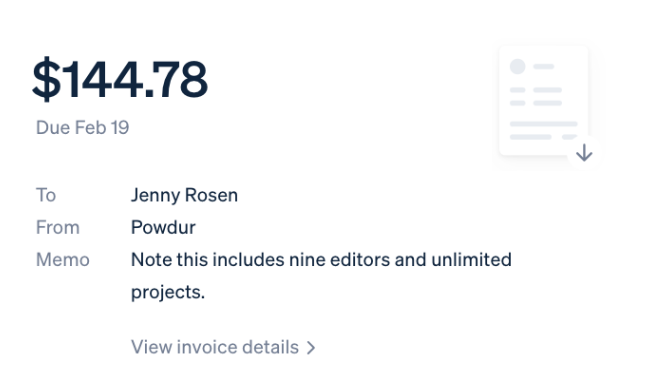 $144.78
Due Feb 19
To Jenny Rosen
From Powdur
Memo Note this includes nine editors and unlimited
projects.
View invoice details